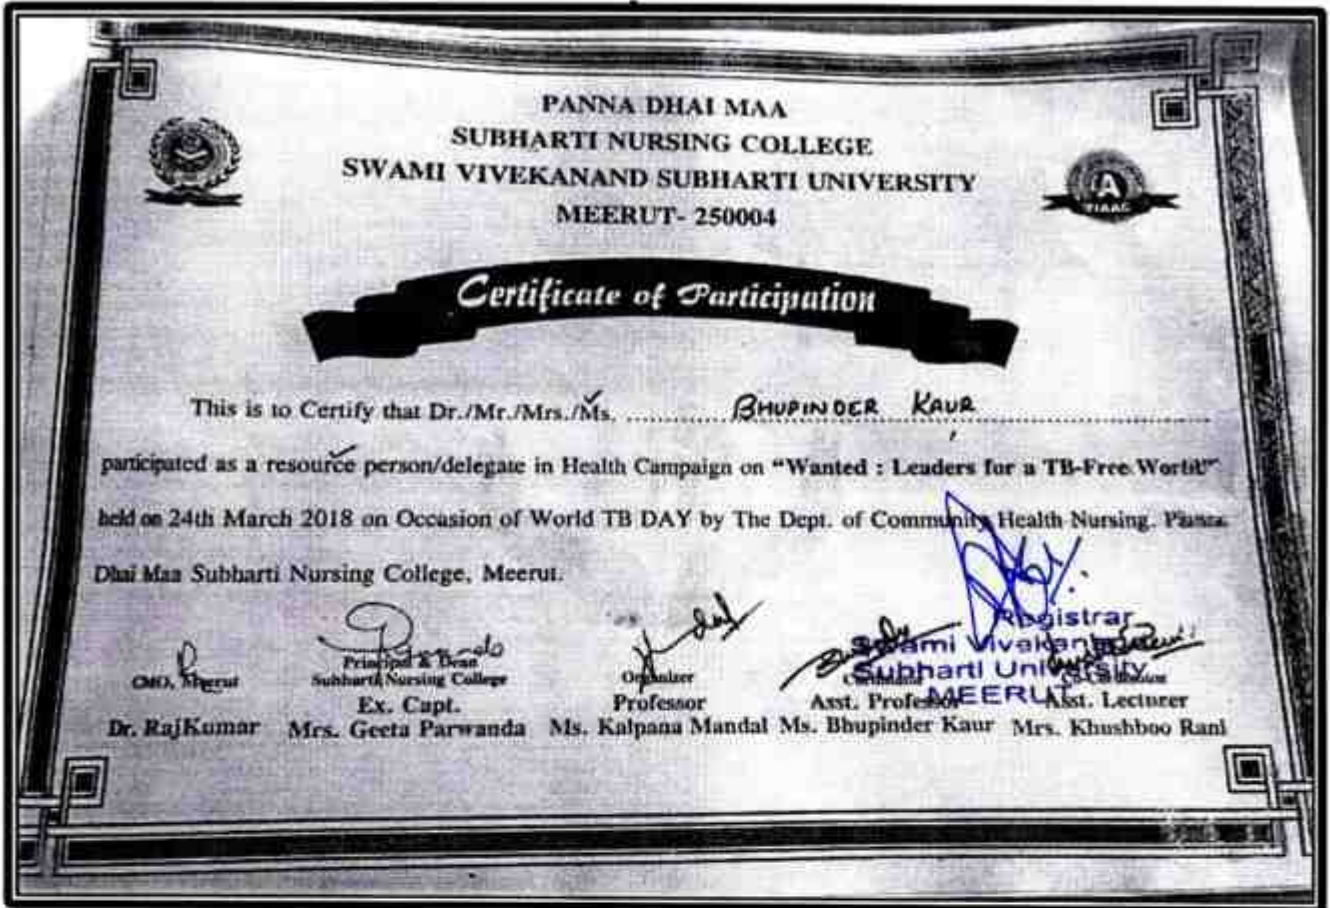 PANNA DHAI MAA
SUBHARTI NURSING COLLEGE
SWAMI VIVEKANAND SUBHARTI UNIVERSITY
MEERUT- 250004
A
Certificate of Participation
This is to Certify that Dr./Mr./Mrs./Ms. BHUPINDER KAUR
participated as a resource person/delegate in Health Campaign on “Wanted : Leaders for a TB-Free World”
held on 24th March 2018 on Occasion of World TB DAY by The Dept. of Community Health Nursing. Panna
Dhai Maa Subharti Nursing College, Meerut.
Registrar
Swami Vivekanand
Subharti University
MEERUT
CMO, Meerut
Principal & Dean
Subharti Nursing College
Ex. Capt.
Organizer
Professor
Asst. Professor
Asst. Lecturer
Dr. RajKumar Mrs. Geeta Parwanda Ms. Kalpana Mandal Ms. Bhupinder Kaur Mrs. Khushboo Rani